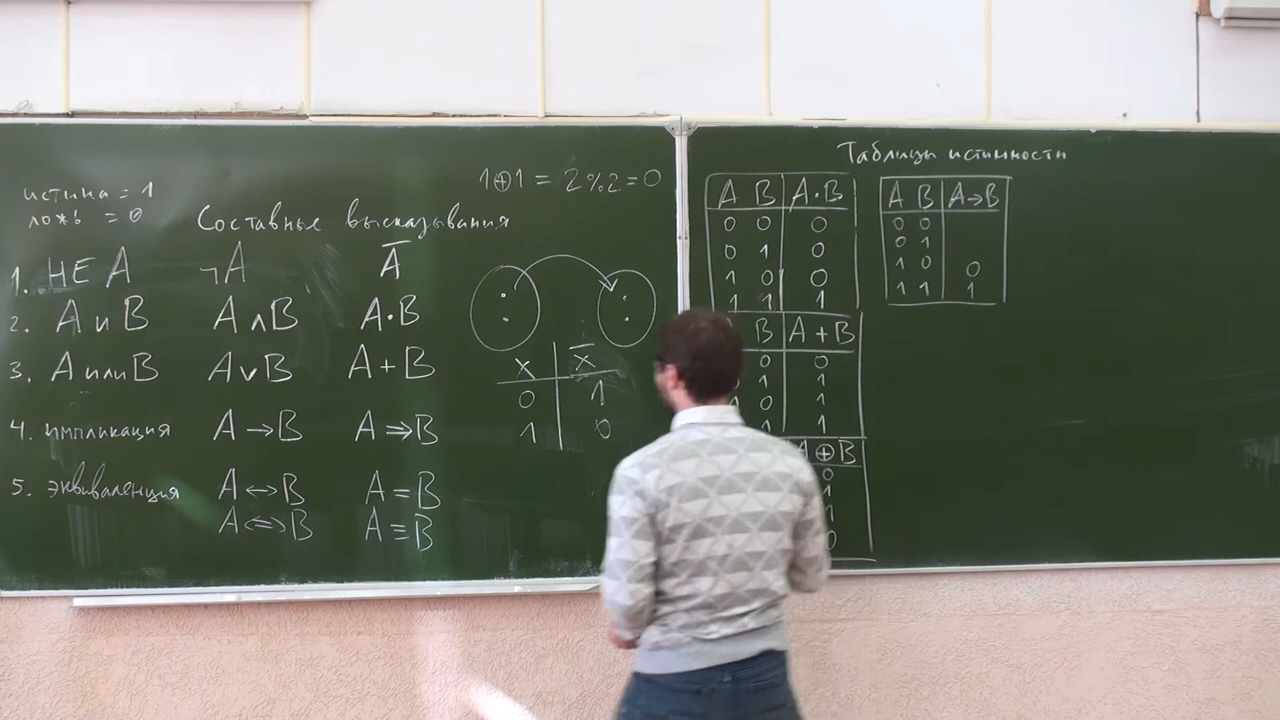 истина = 1
ложь = 0
Составные высказывания
1. НЕ A ¬A A̅
2. A и B A∧B A·B
3. A или B A∨B A+B
4. импликация A→B A⇒B
5. эквиваленция A↔B A=B
A⇔B A≡B
1⊕1 = 2%2=0
x x̅
0 1
1 0
Таблицы истинности
A B A·B
0 0 0
0 1 0
1 0 0
1 1 1
B A+B
0 0
1 1
0 1
1 1
A⊕B
0
1
1
0
A B A→B
0 0
0 1
1 0 0
1 1 1